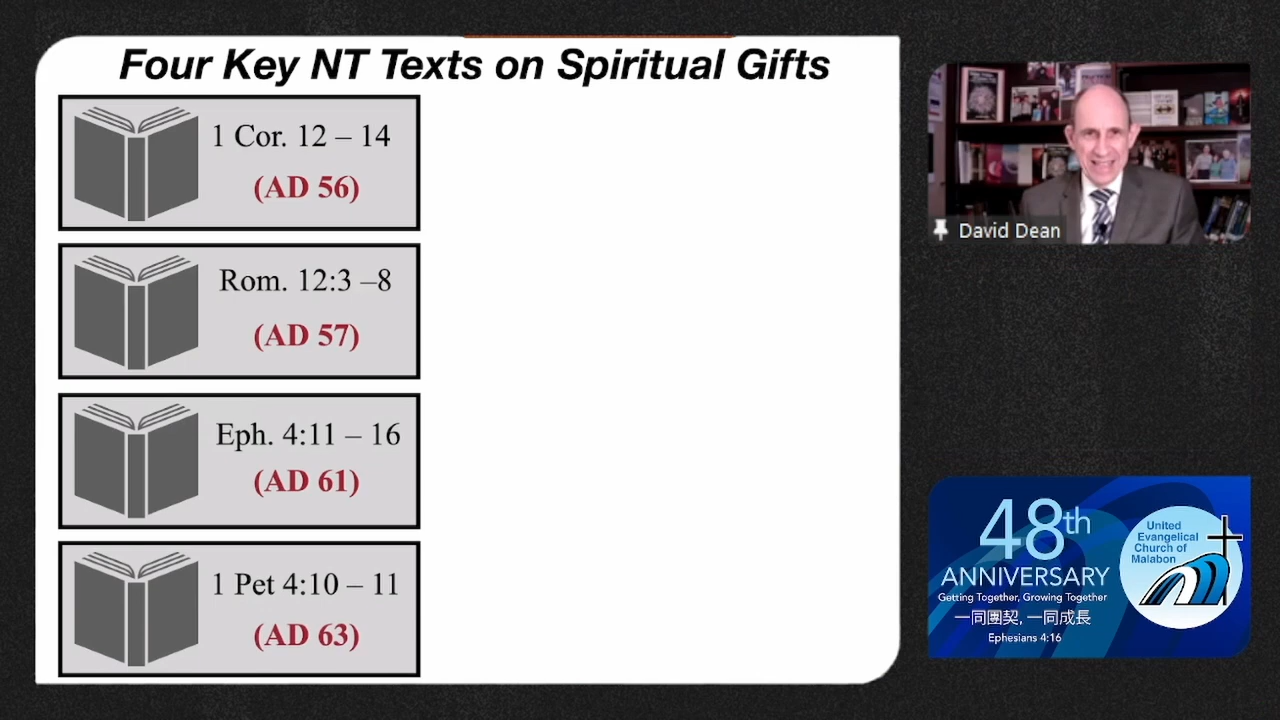 Four Key NT Texts on Spiritual Gifts
1 Cor. 12 – 14
(AD 56)
Rom. 12:3 –8
(AD 57)
Eph. 4:11 – 16
(AD 61)
1 Pet 4:10 – 11
(AD 63)
David Dean
48th
ANNIVERSARY
Getting Together, Growing Together
一同團契, 一同成長
Ephesians 4:16
United
Evangelical
Church of
Malabon